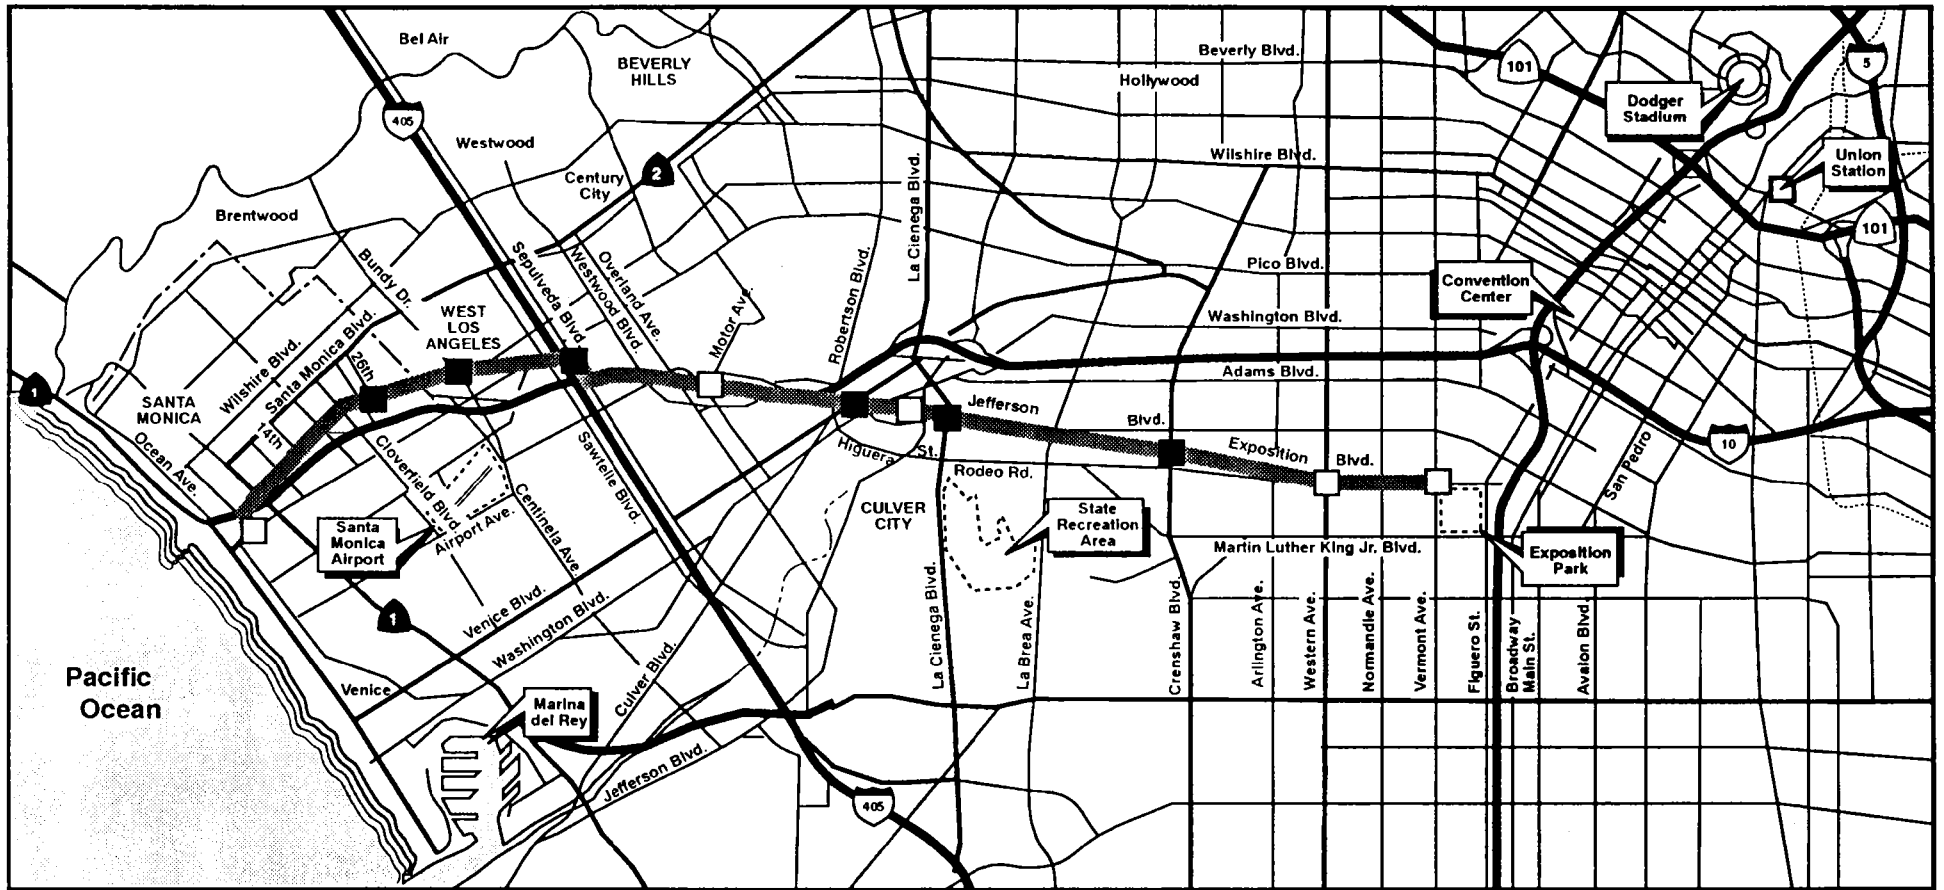 Bel Air
BEVERLY
HILLS
Beverly Blvd.
Hollywood
101
5
Dodger
Stadium
405
Westwood
2
Century
City
Wilshire Blvd.
La Cienega Blvd.
Union
Station
101
Brentwood
Bundy Dr.
Sepulveda Blvd.
Westwood Blvd.
Overland Ave.
Motor Ave.
Robertson Blvd.
Pico Blvd.
Convention
Center
WEST
LOS
ANGELES
Washington Blvd.
Adams Blvd.
1
SANTA
MONICA
Wilshire Blvd.
Santa Monica Blvd.
26th
14th
Ocean Ave.
Cloverfield Blvd.
Airport Ave.
Centinela Ave.
Sawtelle Blvd.
Higuera St.
Jefferson Blvd.
Exposition Blvd.
Rodeo Rd.
CULVER
CITY
State
Recreation
Area
10
San Pedro
Santa
Monica
Airport
Martin Luther King Jr. Blvd.
Exposition
Park
1
Venice Blvd.
Washington Blvd.
Culver Blvd.
La Cienega Blvd.
La Brea Ave.
Crenshaw Blvd.
Arlington Ave.
Western Ave.
Normandie Ave.
Vermont Ave.
Figuero St.
Broadway
Main St.
Avalon Blvd.
Pacific
Ocean
Venice
Marina
del Rey
Jefferson Blvd.
405